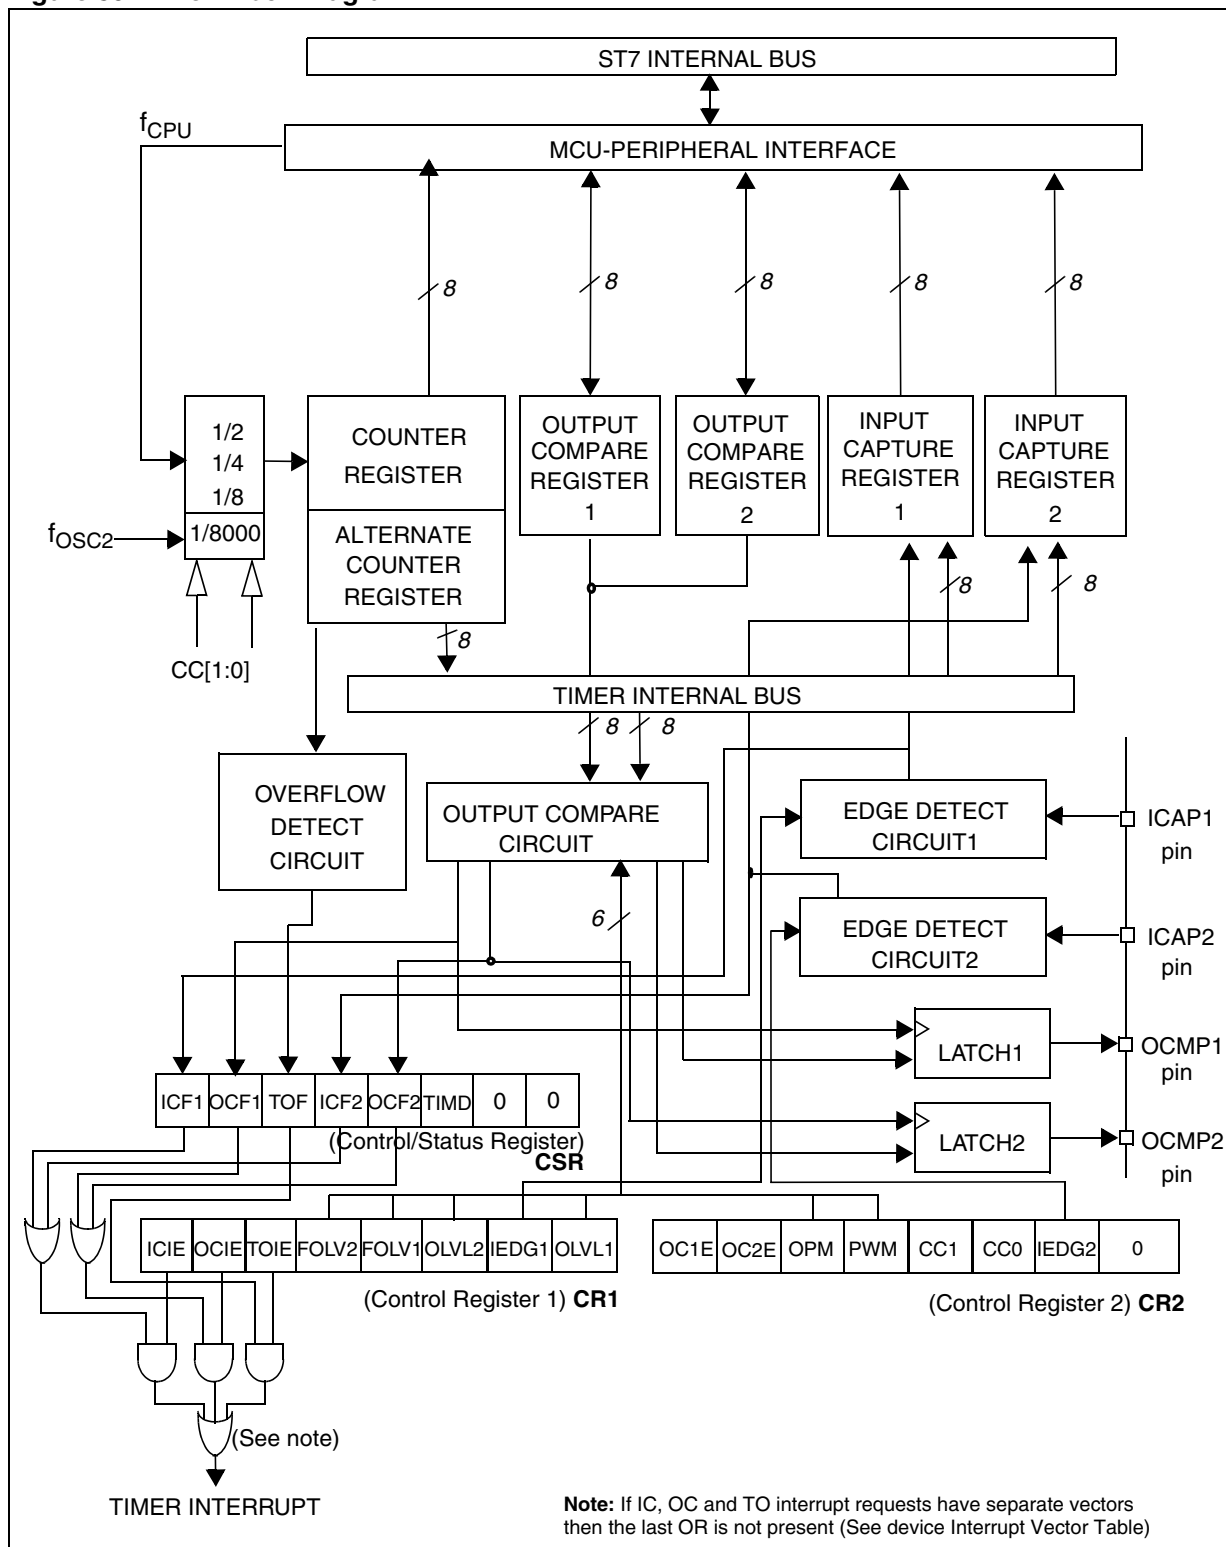 ST7 INTERNAL BUS
fCPU
MCU-PERIPHERAL INTERFACE
8
8
8
8
8
1/2
1/4
1/8
1/8000
fOSC2
CC[1:0]
COUNTER
REGISTER
ALTERNATE
COUNTER
REGISTER
OUTPUT
COMPARE
REGISTER
1
OUTPUT
COMPARE
REGISTER
2
INPUT
CAPTURE
REGISTER
1
INPUT
CAPTURE
REGISTER
2
8
8
8
TIMER INTERNAL BUS
8
8
OVERFLOW
DETECT
CIRCUIT
OUTPUT COMPARE
CIRCUIT
EDGE DETECT
CIRCUIT1
ICAP1
pin
6
EDGE DETECT
CIRCUIT2
ICAP2
pin
LATCH1
OCMP1
pin
LATCH2
OCMP2
pin
ICF1 OCF1 TOF ICF2 OCF2 TIMD 0 0
(Control/Status Register)
CSR
ICIE OCIE TOIE FOLV2 FOLV1 OLVL2 IEDG1 OLVL1
(Control Register 1) CR1
OC1E OC2E OPM PWM CC1 CC0 IEDG2 0
(Control Register 2) CR2
(See note)
TIMER INTERRUPT
Note: If IC, OC and TO interrupt requests have separate vectors
then the last OR is not present (See device Interrupt Vector Table)